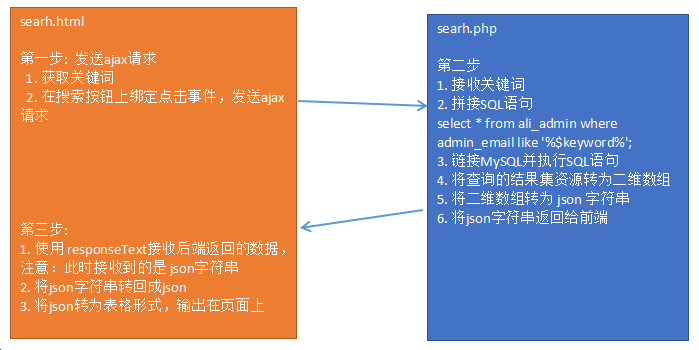 searh.html
第一步: 发送ajax请求
1. 获取关键词
2. 在搜索按钮上绑定点击事件，发送ajax
请求
第三步:
1. 使用 responseText接收后端返回的数据，
注意：此时接收到的是 json字符串
2. 将json字符串转回成json
3. 将json转为表格形式，输出在页面上
searh.php
第二步
1. 接收关键词
2. 拼接SQL语句
select * from ali_admin where
admin_email like '%$keyword%';
3. 链接MySQL并执行SQL语句
4. 将查询的结果集资源转为二维数组
5. 将二维数组转为 json 字符串
6. 将json字符串返回给前端